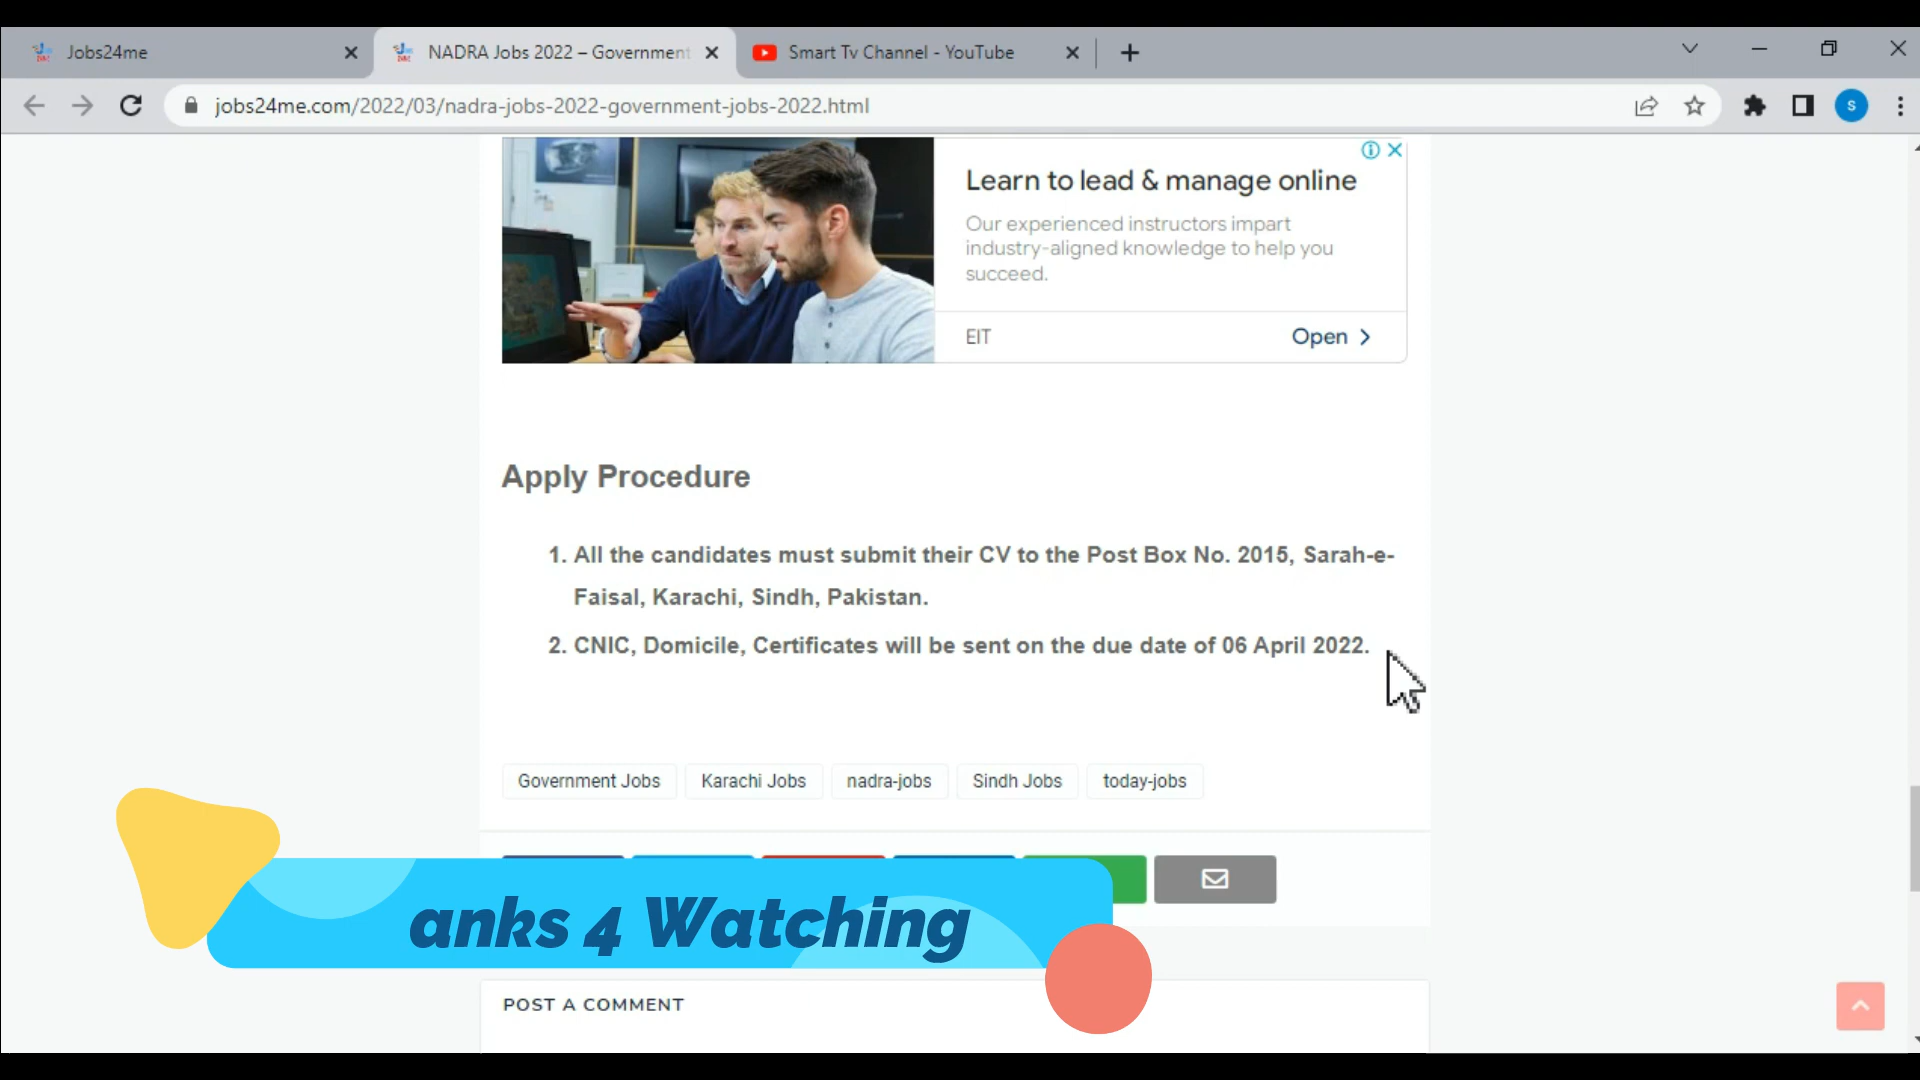 Jobs24me
NADRA Jobs 2022 – Government
Smart Tv Channel - YouTube
jobs24me.com/2022/03/nadra-jobs-2022-government-jobs-2022.html
S
Learn to lead & manage online
Our experienced instructors impart
industry-aligned knowledge to help you
succeed.
EIT
Open
Apply Procedure
1. All the candidates must submit their CV to the Post Box No. 2015, Sarah-e-
Faisal, Karachi, Sindh, Pakistan.
2. CNIC, Domicile, Certificates will be sent on the due date of 06 April 2022.
Government Jobs
Karachi Jobs
nadra-jobs
Sindh Jobs
today-jobs
anks 4 Watching
POST A COMMENT